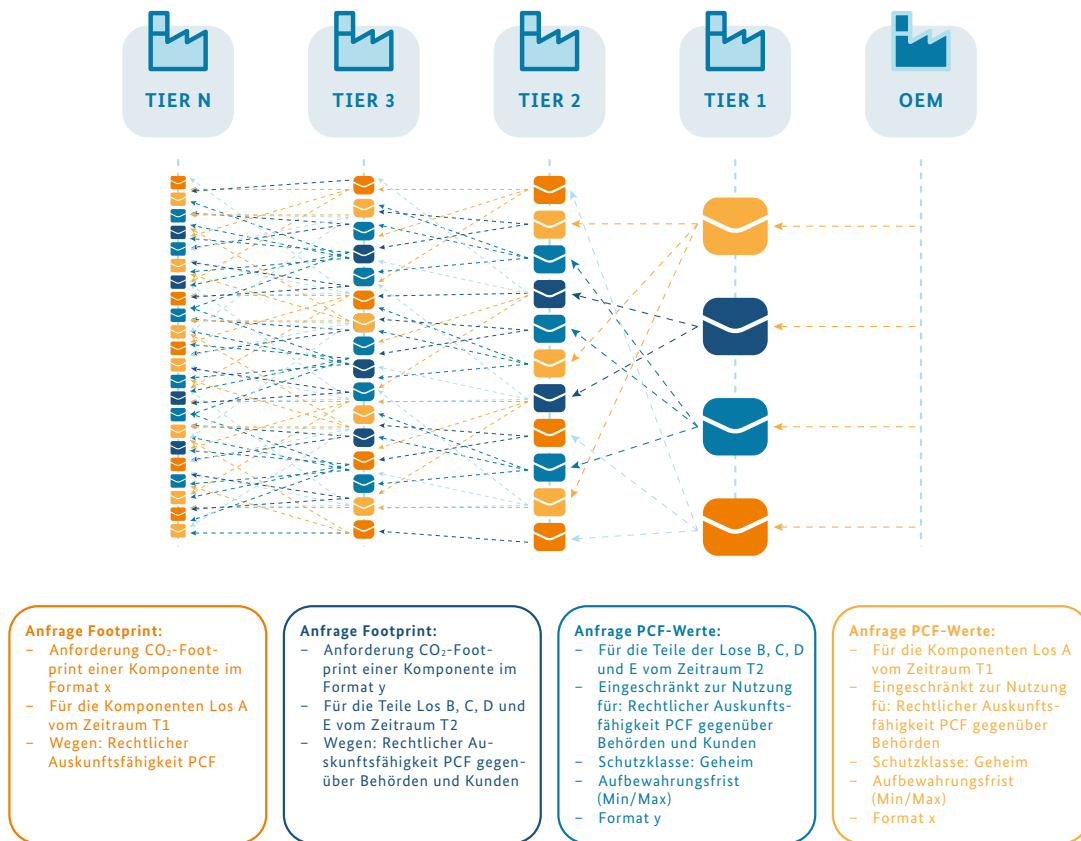 TIER N
TIER 3
TIER 2
TIER 1
OEM
Anfrage Footprint:
– Anforderung CO₂-Foot-
print einer Komponente im
Format x
– Für die Komponenten Los A
vom Zeitraum T1
– Wegen: Rechtlicher
Auskunftsfähigkeit PCF
Anfrage Footprint:
– Anforderung CO₂-Foot-
print einer Komponente im
Format y
– Für die Teile Los B, C, D und
E vom Zeitraum T2
– Wegen: Rechtlicher Au-
skunftsfähigkeit PCF gegen-
über Behörden und Kunden
Anfrage PCF-Werte:
– Für die Teile der Lose B, C, D
und E vom Zeitraum T2
– Eingeschränkt zur Nutzung
für: Rechtlicher Auskunfts-
fähigkeit PCF gegenüber
Behörden und Kunden
– Schutzklasse: Geheim
– Aufbewahrungsfrist
(Min/Max)
– Format y
Anfrage PCF-Werte:
– Für die Komponenten Los A
vom Zeitraum T1
– Eingeschränkt zur Nutzung
für: Rechtlicher Auskunfts-
fähigkeit PCF gegenüber
Behörden
– Schutzklasse: Geheim
– Aufbewahrungsfrist
(Min/Max)
– Format x